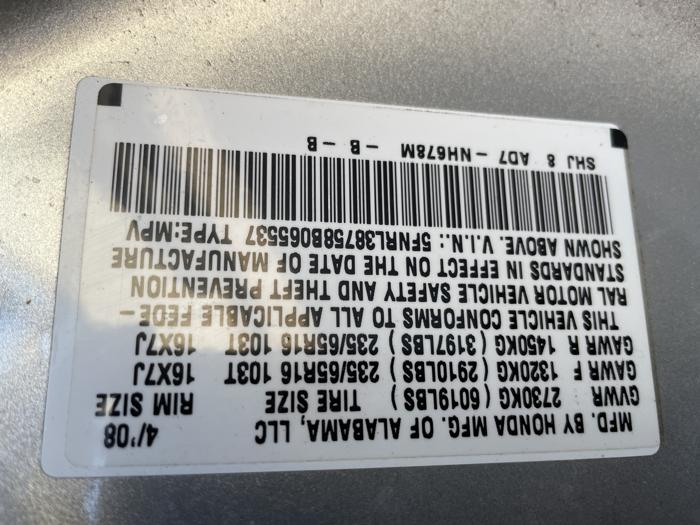 MFD. BY HONDA MFG. OF ALABAMA, LLC 4/'08
GVWR 2730KG ( 6019LBS ) TIRE SIZE RIM SIZE
GAWR F 1320KG ( 2910LBS ) 235/65R16 103T 16X7J
GAWR R 1450KG ( 3197LBS ) 235/65R16 103T 16X7J
THIS VEHICLE CONFORMS TO ALL APPLICABLE FEDE-
RAL MOTOR VEHICLE SAFETY AND THEFT PREVENTION
STANDARDS IN EFFECT ON THE DATE OF MANUFACTURE
SHOWN ABOVE. V.I.N.: 5FNRL38758B065537 TYPE:MPV
SHJ 8 AD7 - NH678M - B - B